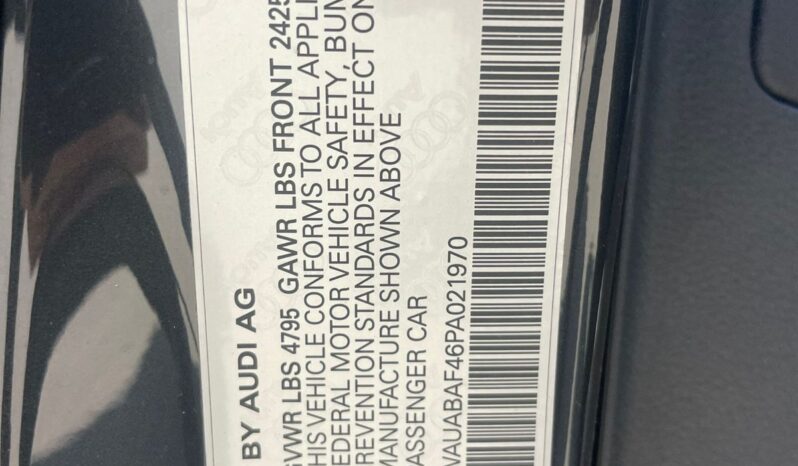 BY AUDI AG
GVWR LBS 4795 GAWR LBS FRONT 2425
THIS VEHICLE CONFORMS TO ALL APPLI
FEDERAL MOTOR VEHICLE SAFETY, BUM
PREVENTION STANDARDS IN EFFECT ON
MANUFACTURE SHOWN ABOVE
PASSENGER CAR
WAUABAF46PA021970